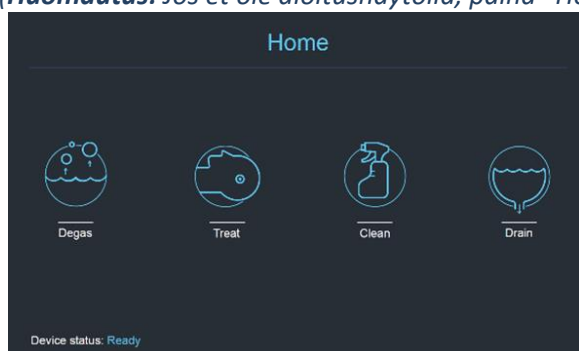 (Huomautus: Jos et ole aloitusnäytöllä, paina
Home
Degas Treat Clean Drain
Device status: Ready